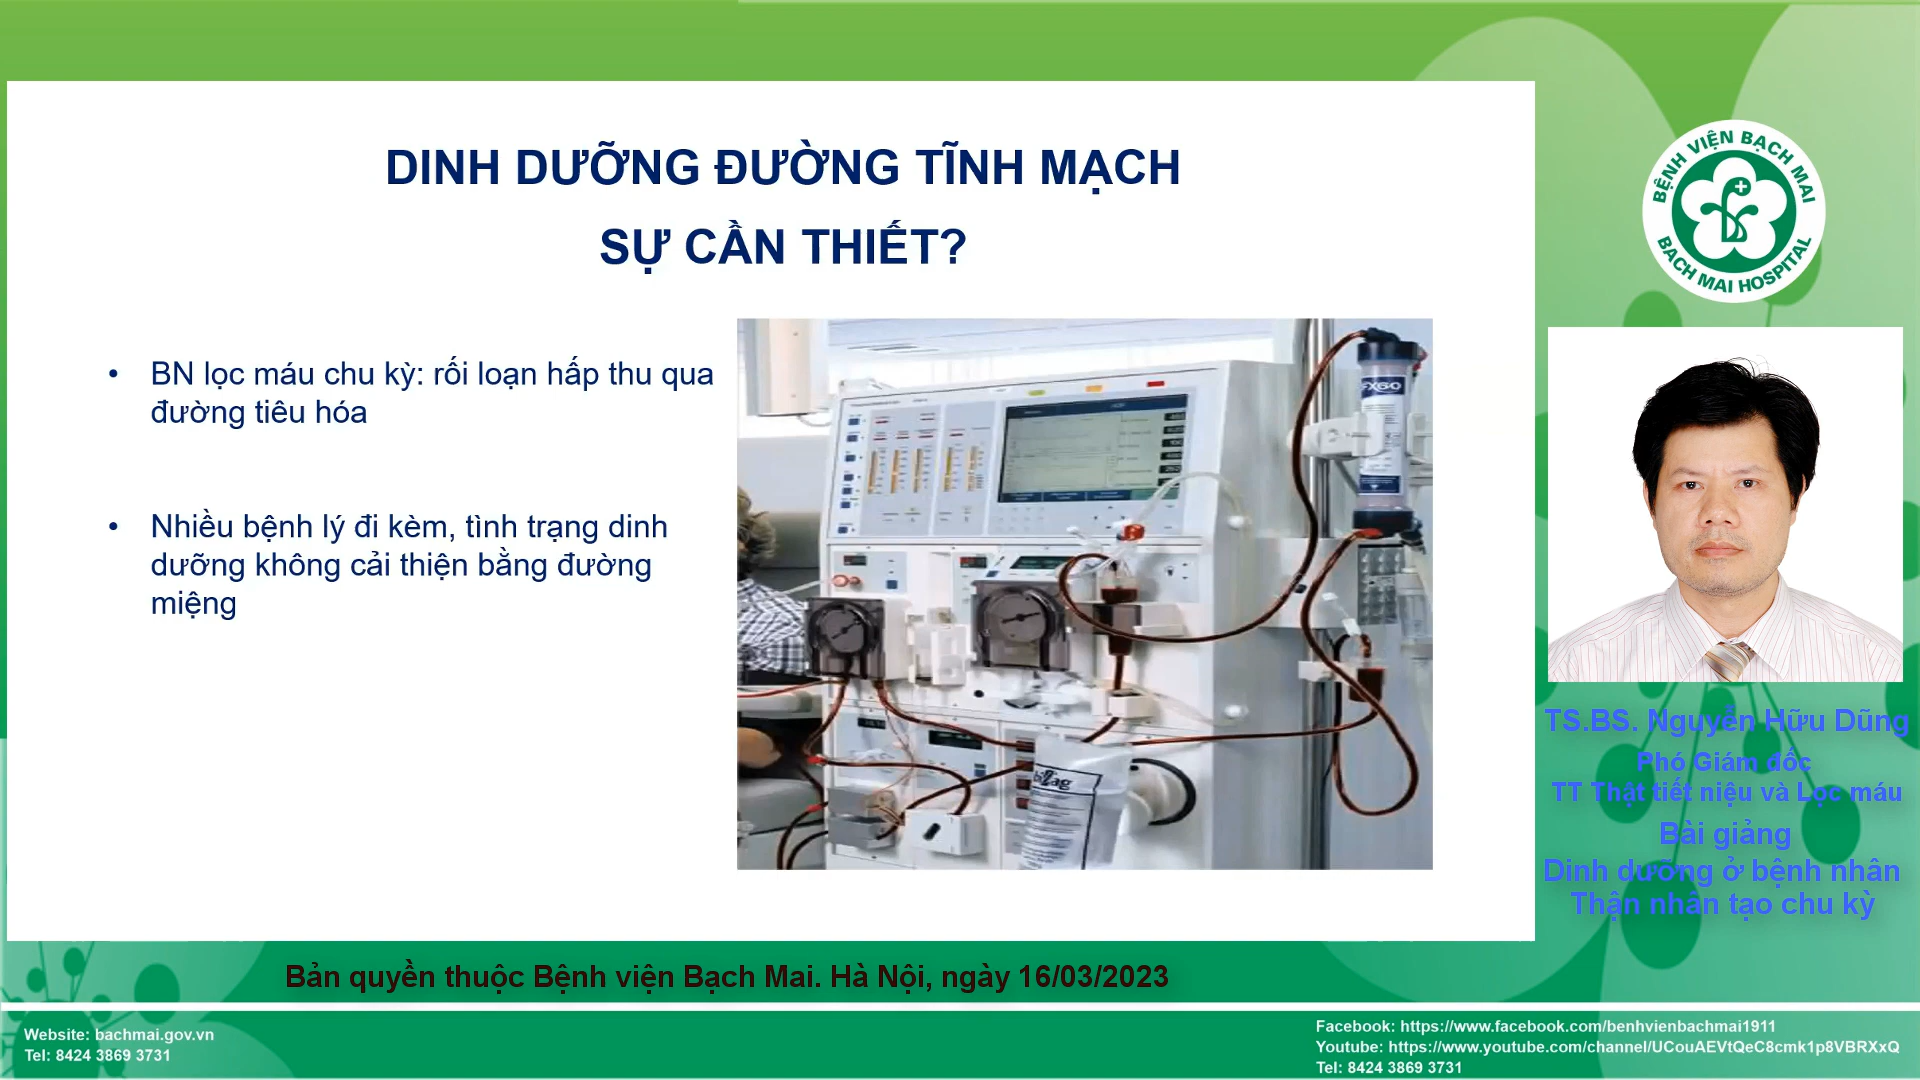 DINH DƯỠNG ĐƯỜNG TĨNH MẠCH
SỰ CẦN THIẾT?
• BN lọc máu chu kỳ: rối loạn hấp thu qua
đường tiêu hóa
• Nhiều bệnh lý đi kèm, tình trạng dinh
dưỡng không cải thiện bằng đường
miệng
FX60
BỆNH VIỆN BẠCH MAI
BACH MAI HOSPITAL
TS.BS. Nguyễn Hữu Dũng
Phó Giám đốc
TT Thật tiết niệu và Lọc máu
Bài giảng
Dinh dưỡng ở bệnh nhân
Thận nhân tạo chu kỳ
Bản quyền thuộc Bệnh viện Bạch Mai. Hà Nội, ngày 16/03/2023
Website: bachmai.gov.vn
Tel: 8424 3869 3731
Facebook: https://www.facebook.com/benhvienbachmai1911
Youtube: https://www.youtube.com/channel/UCouAEVtQeC8cmk1p8VBRXxQ
Tel: 8424 3869 3731